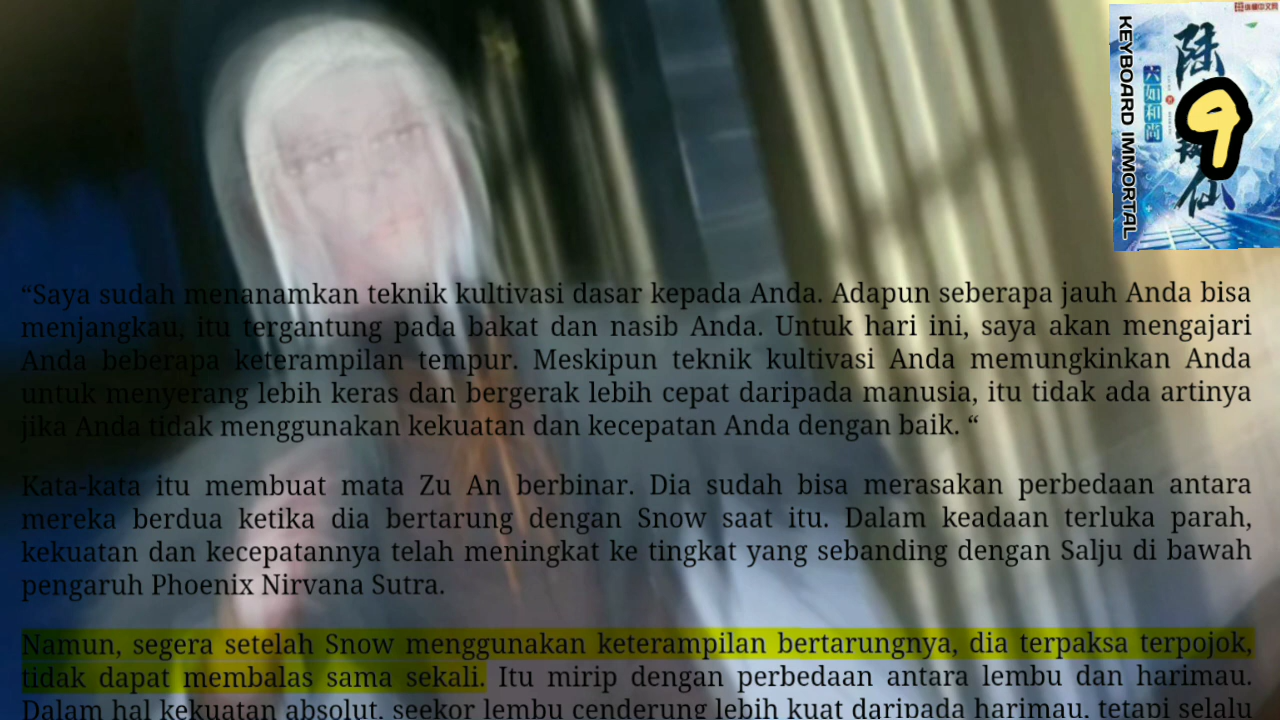 KEYBOARD IMMORTAL
陆
仙
六如和尚
9
“Saya sudah menanamkan teknik kultivasi dasar kepada Anda. Adapun seberapa jauh Anda bisa
menjangkau, itu tergantung pada bakat dan nasib Anda. Untuk hari ini, saya akan mengajari
Anda beberapa keterampilan tempur. Meskipun teknik kultivasi Anda memungkinkan Anda
untuk menyerang lebih keras dan bergerak lebih cepat daripada manusia, itu tidak ada artinya
jika Anda tidak menggunakan kekuatan dan kecepatan Anda dengan baik. “
Kata-kata itu membuat mata Zu An berbinar. Dia sudah bisa merasakan perbedaan antara
mereka berdua ketika dia bertarung dengan Snow saat itu. Dalam keadaan terluka parah,
kekuatan dan kecepatannya telah meningkat ke tingkat yang sebanding dengan Salju di bawah
pengaruh Phoenix Nirvana Sutra.
Namun, segera setelah Snow menggunakan keterampilan bertarungnya, dia terpaksa terpojok,
tidak dapat membalas sama sekali. Itu mirip dengan perbedaan antara lembu dan harimau.
Dalam hal kekuatan absolut, seekor lembu cenderung lebih kuat daripada harimau, tetapi selalu